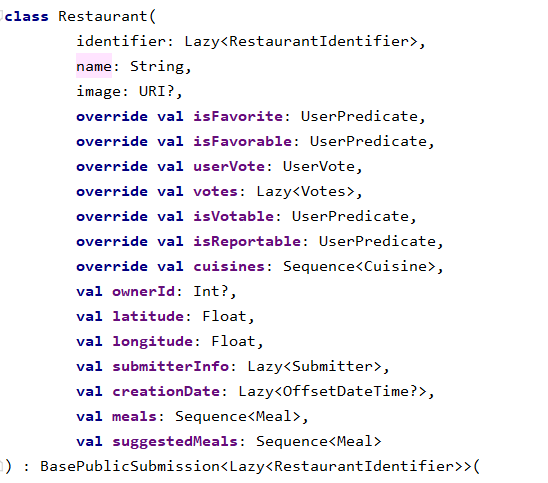 class Restaurant(
identifier: Lazy<RestaurantIdentifier>,
name: String,
image: URI?,
override val isFavorite: UserPredicate,
override val isFavorable: UserPredicate,
override val userVote: UserVote,
override val votes: Lazy<Votes>,
override val isVotable: UserPredicate,
override val isReportable: UserPredicate,
override val cuisines: Sequence<Cuisine>,
val ownerId: Int?,
val latitude: Float,
val longitude: Float,
val submitterInfo: Lazy<Submitter>,
val creationDate: Lazy<OffsetDateTime?>,
val meals: Sequence<Meal>,
val suggestedMeals: Sequence<Meal>
) : BasePublicSubmission<Lazy<RestaurantIdentifier>>(